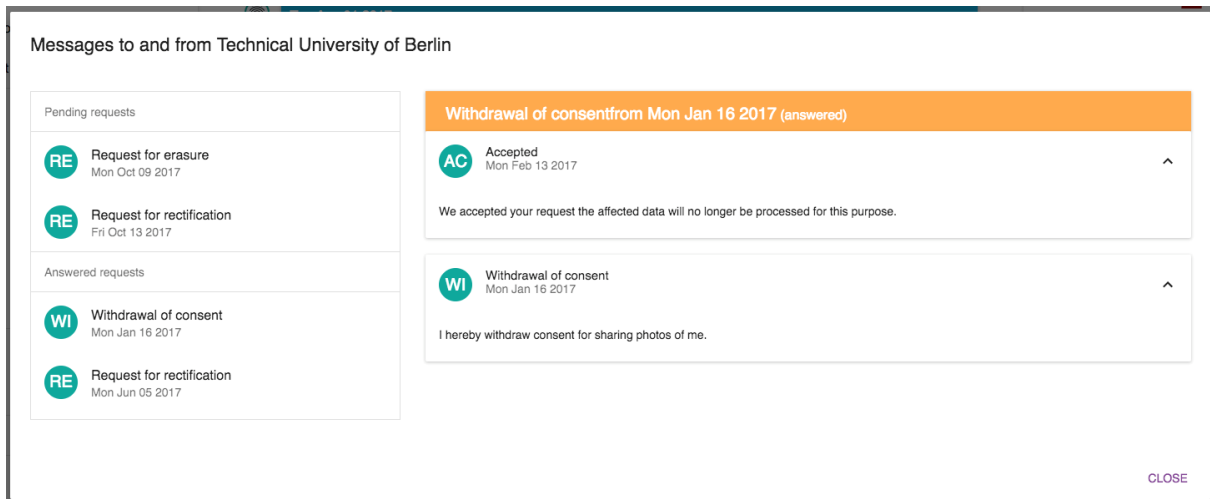 Messages to and from Technical University of Berlin
Pending requests
RE
Request for erasure
Mon Oct 09 2017
RE
Request for rectification
Fri Oct 13 2017
Answered requests
WI
Withdrawal of consent
Mon Jan 16 2017
RE
Request for rectification
Mon Jun 05 2017
Withdrawal of consentfrom Mon Jan 16 2017 (answered)
AC
Accepted
Mon Feb 13 2017
We accepted your request the affected data will no longer be processed for this purpose.
WI
Withdrawal of consent
Mon Jan 16 2017
I hereby withdraw consent for sharing photos of me.
CLOSE